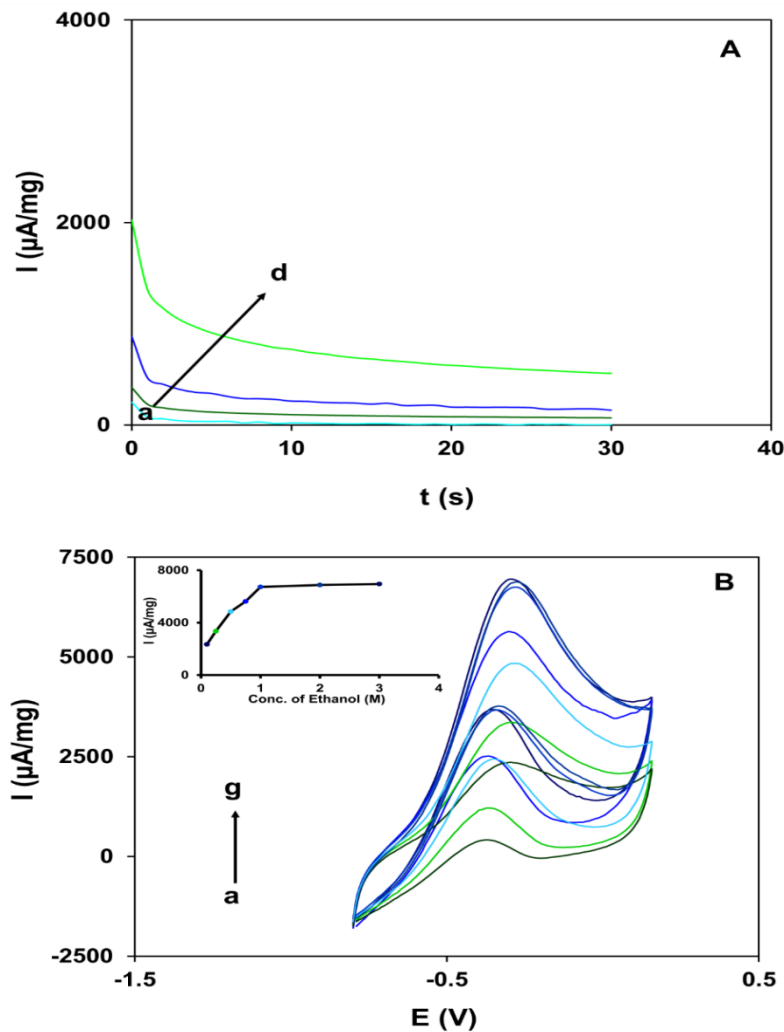 4000
A
2000
I (µA/mg)
d
a
0
0 10 20 30 40
t (s)
7500
B
8000
4000
0
I (µA/mg)
0 1 2 3 4
Conc. of Ethanol (M)
5000
I (µA/mg)
2500
g
0
a
-2500
-1.5 -0.5 0.5
E (V)